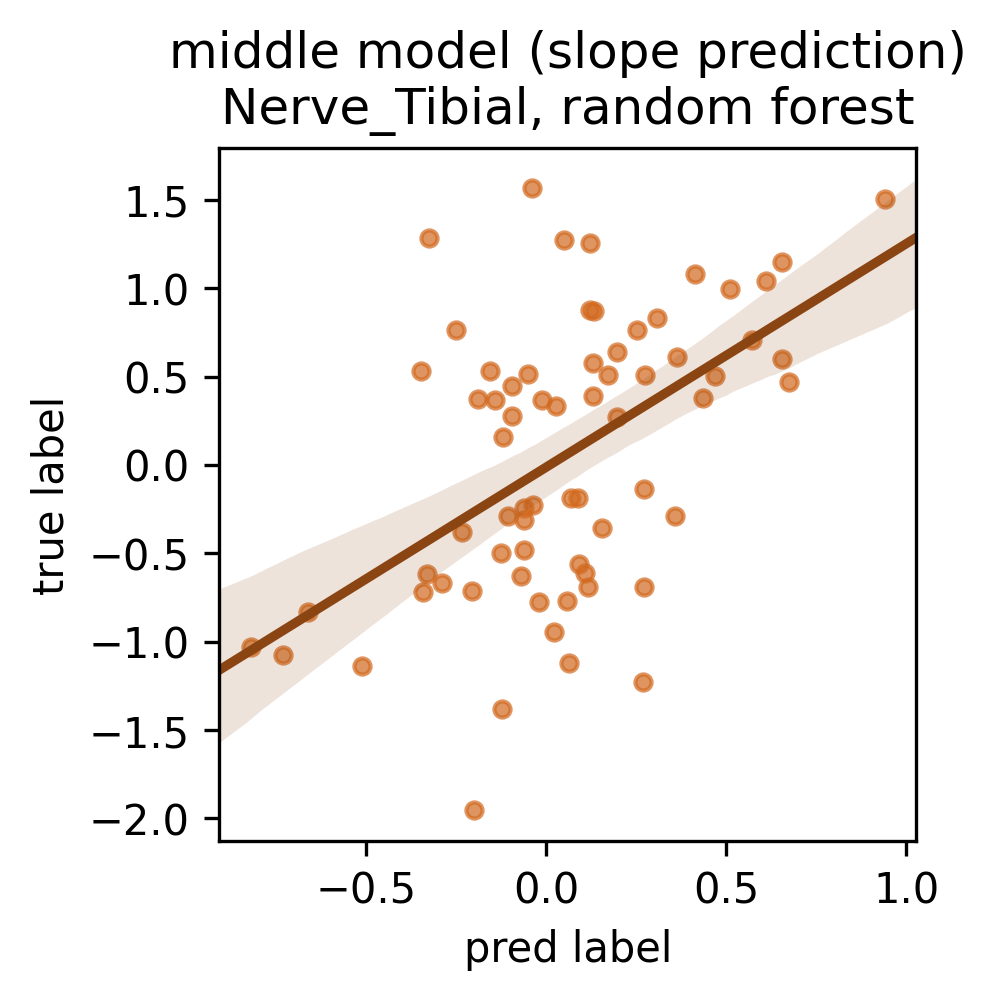 middle model (slope prediction)
Nerve_Tibial, random forest
true label
1.5
1.0
0.5
0.0
−0.5
−1.0
−1.5
−2.0
−0.5 0.0 0.5 1.0
pred label